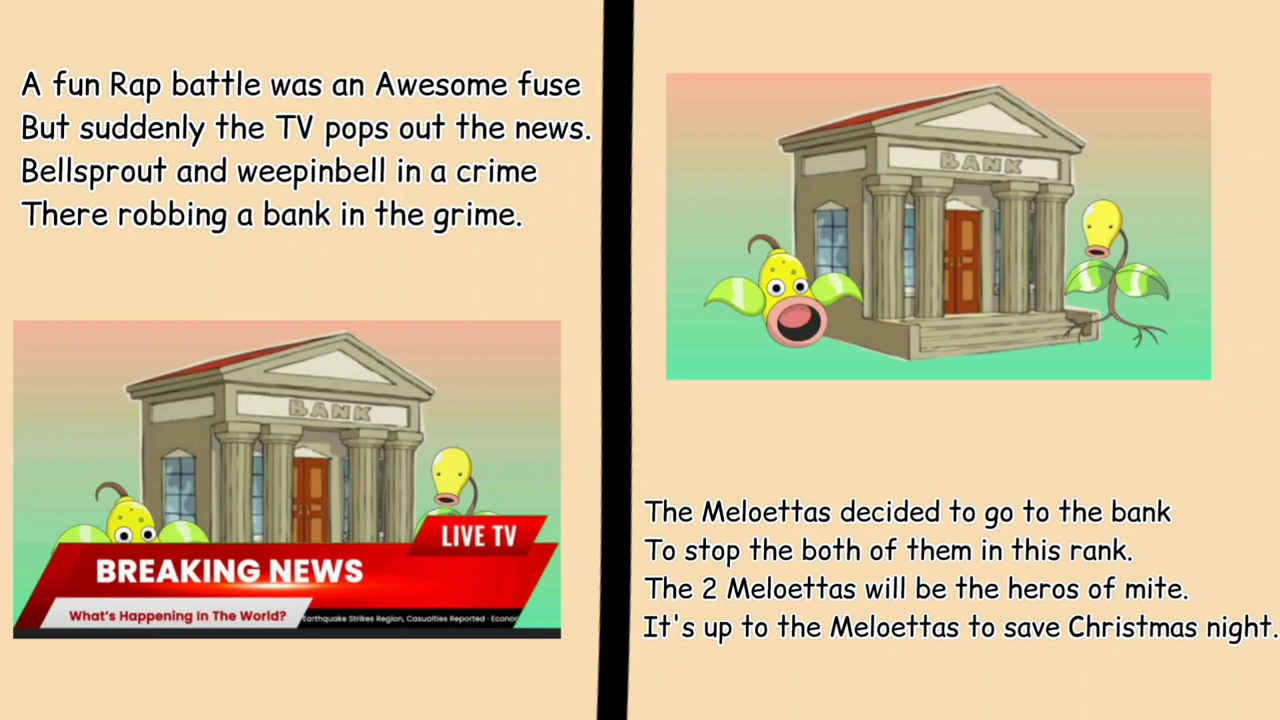 A fun Rap battle was an Awesome fuse
But suddenly the TV pops out the news.
Bellsprout and weepinbell in a crime
There robbing a bank in the grime.
BANK
LIVE TV
BREAKING NEWS
What's Happening In The World?
Earthquake Strikes Region, Casualties Reported - Econor
BANK
The Meloettas decided to go to the bank
To stop the both of them in this rank.
The 2 Meloettas will be the heros of mite.
It's up to the Meloettas to save Christmas night.